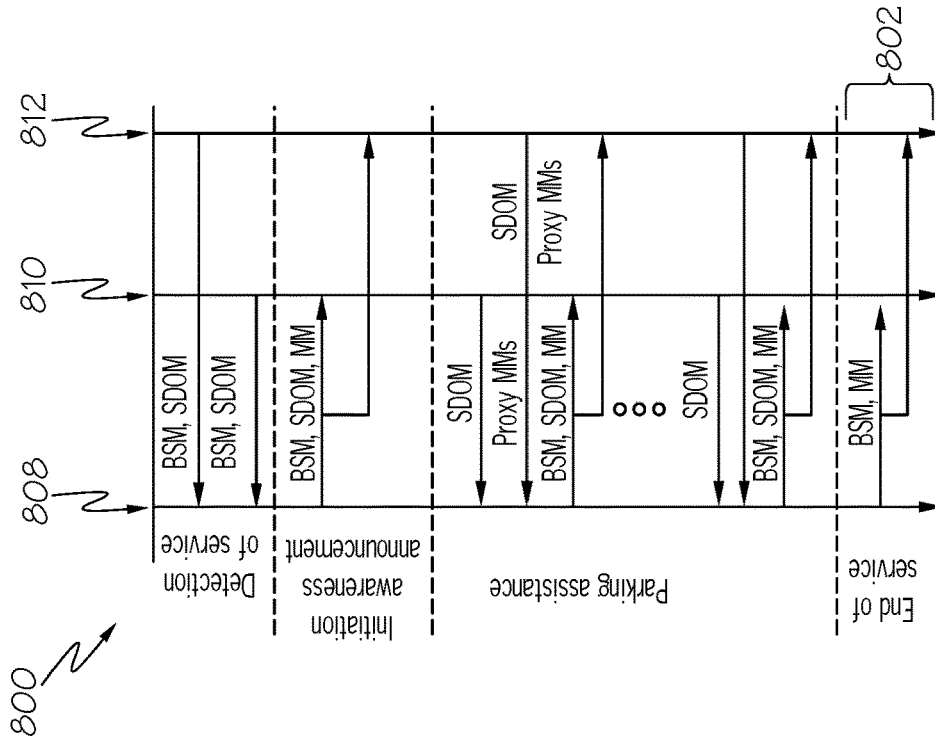 800
808
810
812
Detection
of service
BSM, SDOM
BSM, SDOM
Initiation
awareness
announcement
BSM, SDOM, MM
Parking assistance
SDOM
SDOM
Proxy MMs
Proxy MMs
BSM, SDOM, MM
SDOM
BSM, SDOM, MM
End of
service
BSM, MM
802